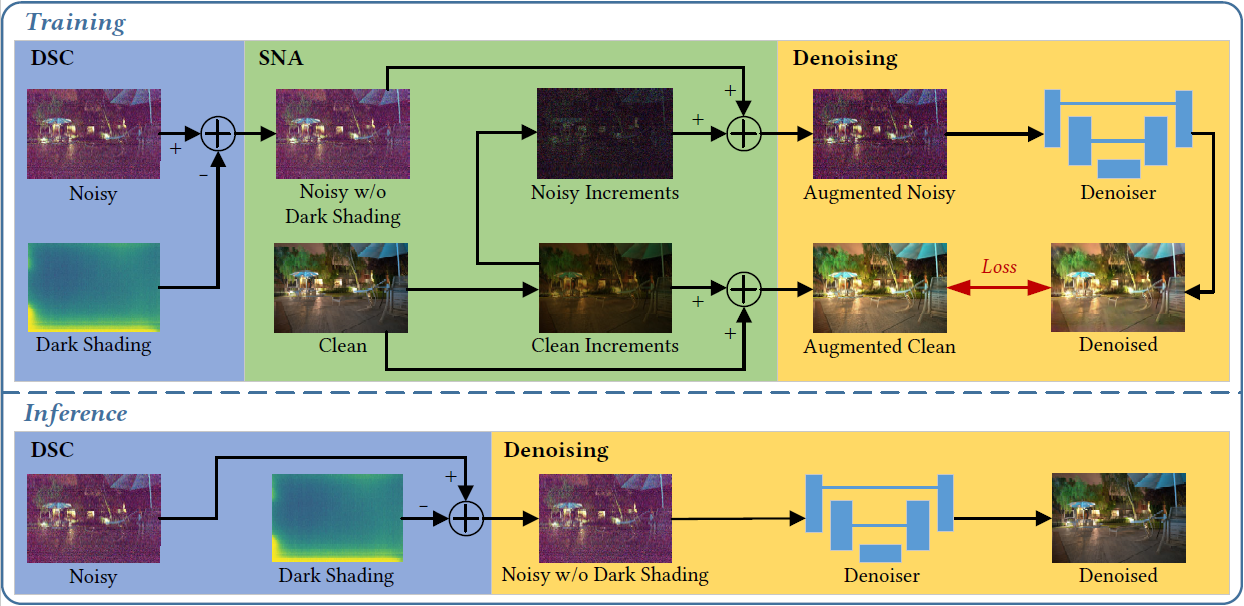 Training
DSC
SNA
Denoising
+
-
+
+
Noisy
Noisy w/o
Dark Shading
Noisy Increments
Augmented Noisy
Denoiser
Loss
+
+
Dark Shading
Clean
Clean Increments
Augmented Clean
Denoised
Inference
DSC
Denoising
+
-
Noisy
Dark Shading
Noisy w/o Dark Shading
Denoiser
Denoised